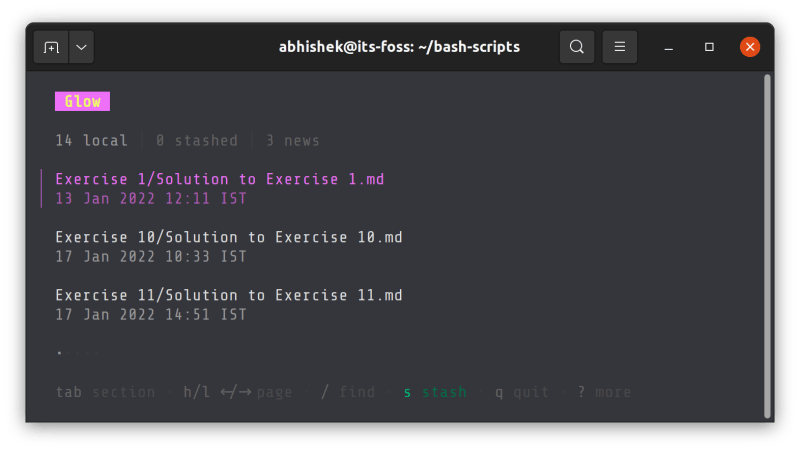 abhishek@its-foss: ~/bash-scripts
Glow
14 local | 0 stashed | 3 news
Exercise 1/Solution to Exercise 1.md
13 Jan 2022 12:11 IST
Exercise 10/Solution to Exercise 10.md
17 Jan 2022 10:33 IST
Exercise 11/Solution to Exercise 11.md
17 Jan 2022 14:51 IST
•••••
tab section • h/l ←/→ page • / find • s stash • q quit • ? more